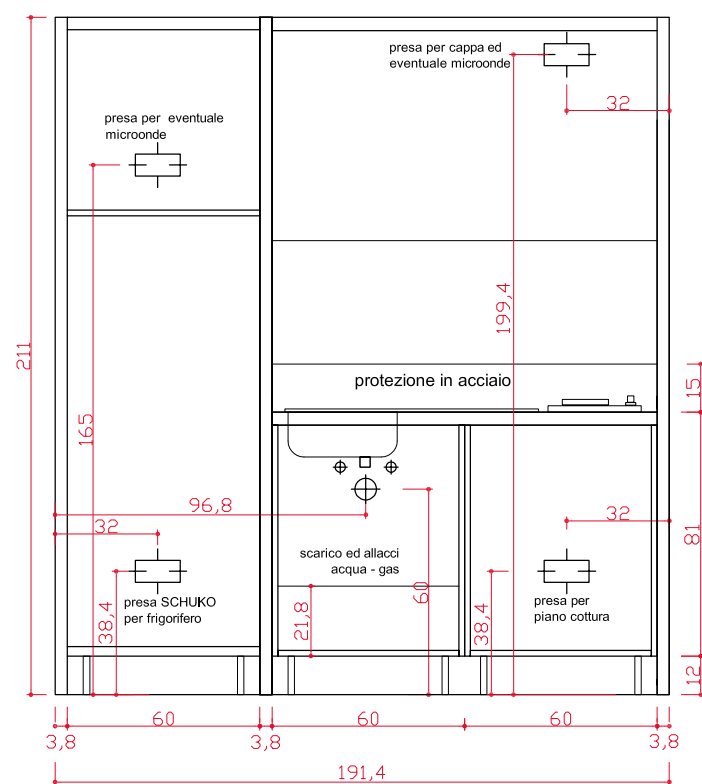 presa per cappa ed
eventuale microonde
32
presa per eventuale
microonde
199,4
211
15
protezione in acciaio
165
96,8
32
32
81
scarico ed allacci
acqua - gas
60
presa SCHUKO
per frigorifero
38,4
21,8
38,4
presa per
piano cottura
12
60
60
60
3,8
3,8
3,8
191,4